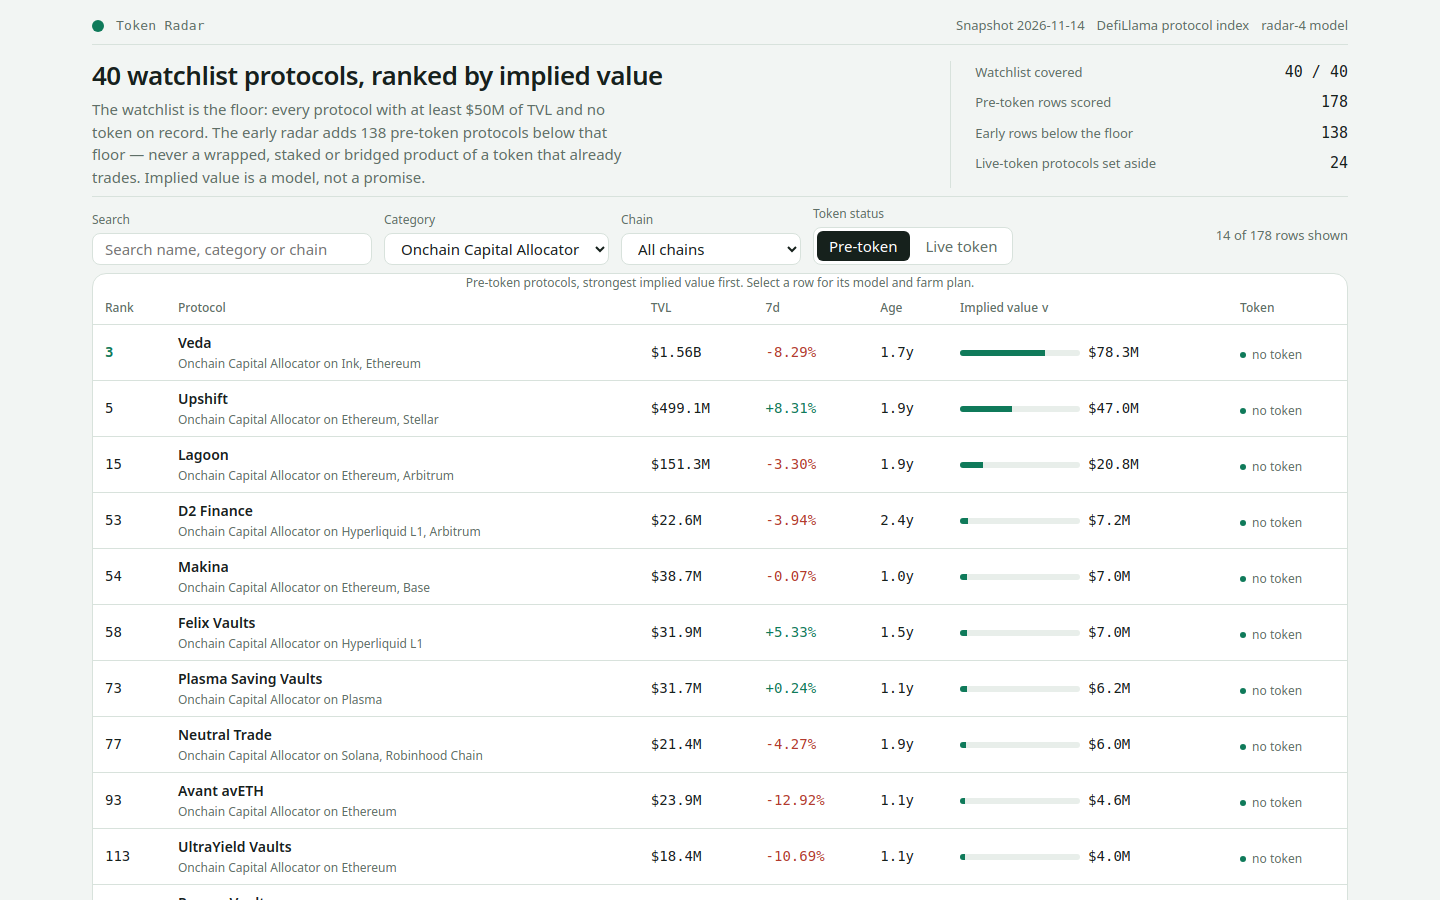 Token Radar
Snapshot 2026-11-14 DefiLlama protocol index radar-4 model
40 watchlist protocols, ranked by implied value
The watchlist is the floor: every protocol with at least $50M of TVL and no
token on record. The early radar adds 138 pre-token protocols below that
floor — never a wrapped, staked or bridged product of a token that already
trades. Implied value is a model, not a promise.
Watchlist covered 40 / 40
Pre-token rows scored 178
Early rows below the floor 138
Live-token protocols set aside 24
Search
Search name, category or chain
Category
Onchain Capital Allocator
Chain
All chains
Token status
Pre-token Live token
14 of 178 rows shown
Pre-token protocols, strongest implied value first. Select a row for its model and farm plan.
Rank Protocol TVL 7d Age Implied value v Token
3 Veda $1.56B -8.29% 1.7y $78.3M no token
Onchain Capital Allocator on Ink, Ethereum
5 Upshift $499.1M +8.31% 1.9y $47.0M no token
Onchain Capital Allocator on Ethereum, Stellar
15 Lagoon $151.3M -3.30% 1.9y $20.8M no token
Onchain Capital Allocator on Ethereum, Arbitrum
53 D2 Finance $22.6M -3.94% 2.4y $7.2M no token
Onchain Capital Allocator on Hyperliquid L1, Arbitrum
54 Makina $38.7M -0.07% 1.0y $7.0M no token
Onchain Capital Allocator on Ethereum, Base
58 Felix Vaults $31.9M +5.33% 1.5y $7.0M no token
Onchain Capital Allocator on Hyperliquid L1
73 Plasma Saving Vaults $31.7M +0.24% 1.1y $6.2M no token
Onchain Capital Allocator on Plasma
77 Neutral Trade $21.4M -4.27% 1.9y $6.0M no token
Onchain Capital Allocator on Solana, Robinhood Chain
93 Avant avETH $23.9M -12.92% 1.1y $4.6M no token
Onchain Capital Allocator on Ethereum
113 UltraYield Vaults $18.4M -10.69% 1.1y $4.0M no token
Onchain Capital Allocator on Ethereum